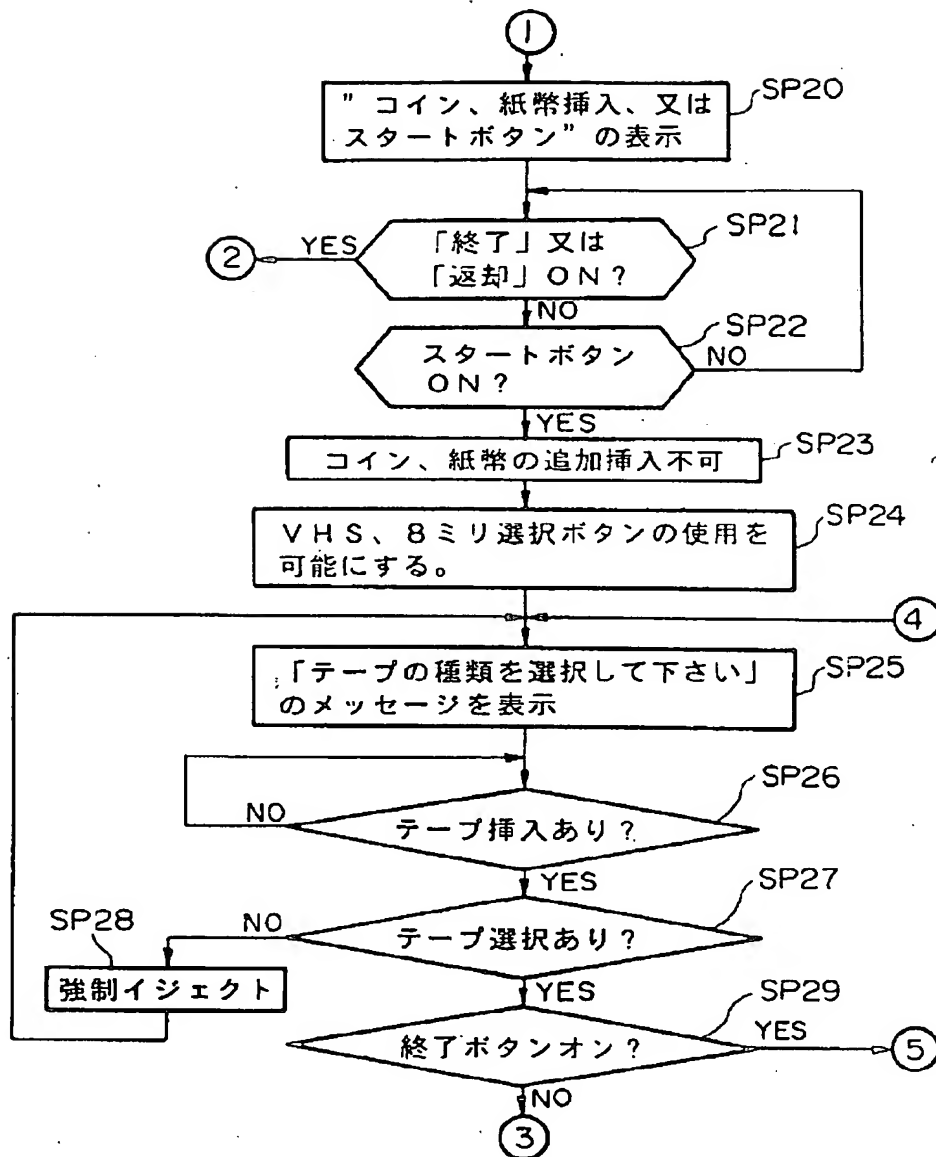 1
SP20
” コイン、紙幣挿入、又は
スタートボタン” の表示
SP21
「終了」又は
「返却」ON?
YES
2
NO
SP22
スタートボタン
ON?
NO
YES
SP23
コイン、紙幣の追加挿入不可
SP24
VHS、8ミリ選択ボタンの使用を
可能にする。
4
SP25
「テープの種類を選択して下さい」
のメッセージを表示
SP26
テープ挿入あり?
NO
YES
SP27
テープ選択あり?
NO
SP28
強制イジェクト
YES
SP29
終了ボタンオン?
YES
5
NO
3